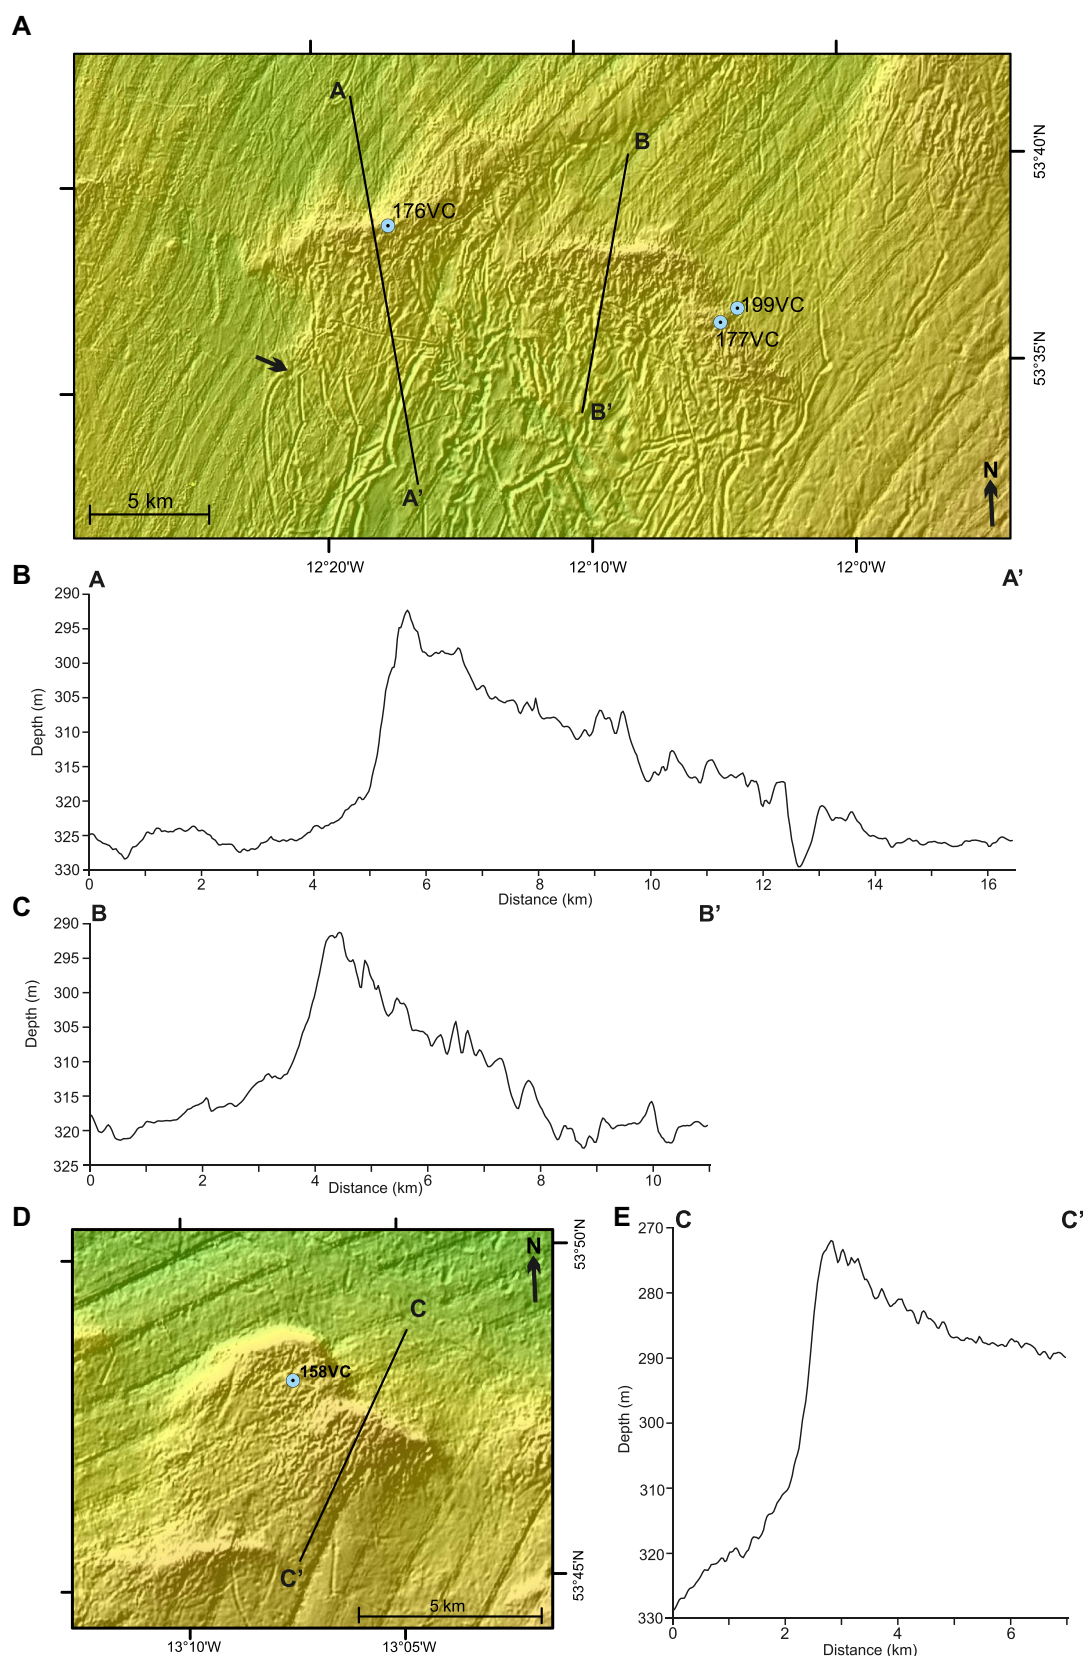 A
A
B
176VC
199VC
177VC
B'
A'
N
5 km
53°40'N
53°35'N
12°20'W 12°10'W 12°0'W
B
A A'
290
295
300
305
310
315
320
325
330
Depth (m)
0 2 4 6 8 10 12 14 16
Distance (km)
C
B B'
290
295
300
305
310
315
320
325
Depth (m)
0 2 4 6 8 10
Distance (km)
D
N
C
158VC
C'
5 km
53°50'N
53°45'N
13°10'W 13°05'W
E
C C'
270
280
290
300
310
320
330
Depth (m)
0 2 4 6
Distance (km)